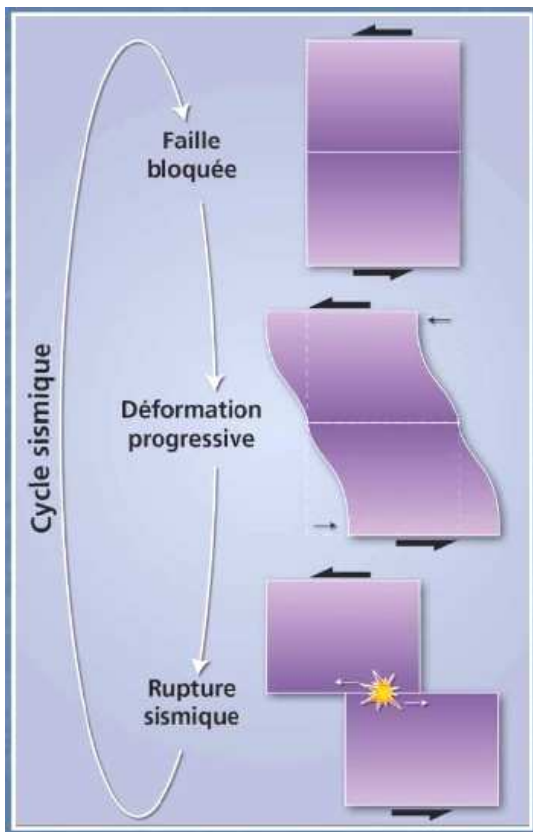 Cycle sismique
Faille
bloquée
Déformation
progressive
Rupture
sismique